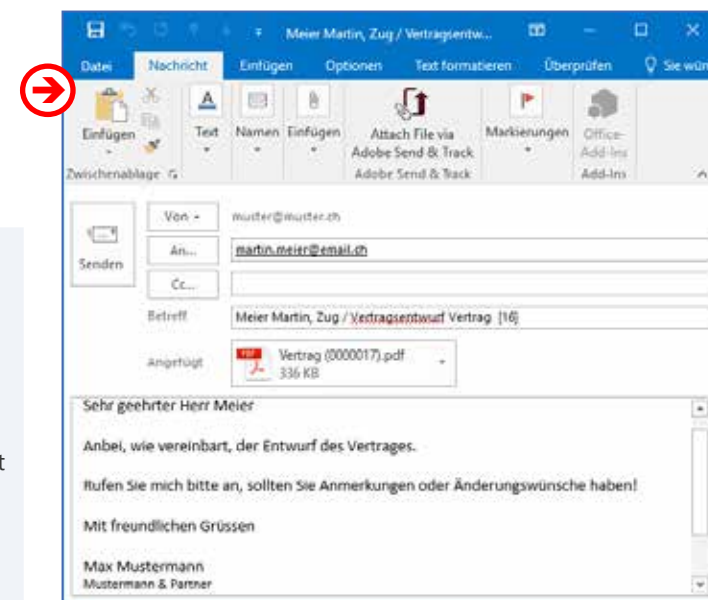 Meier Martin, Zug / Vertragsentw...
Datei Nachricht Einfügen Optionen Text formatieren Überprüfen Sie wün
Einfügen Text Namen Einfügen Attach File via Adobe Send & Track Markierungen Office-Add-Ins
Zwischenablage Adobe Send & Track Add-Ins
Senden
Von muster@muster.ch
An... martin.meier@email.ch
Cc...
Betreff Meier Martin, Zug / Vertragsentwurf Vertrag [16]
Angefügt PDF Vertrag (0000017).pdf
336 KB
Sehr geehrter Herr Meier
Anbei, wie vereinbart, der Entwurf des Vertrages.
t
Rufen Sie mich bitte an, sollten Sie Anmerkungen oder Änderungswünsche haben!
Mit freundlichen Grüssen
Max Mustermann
Mustermann & Partner